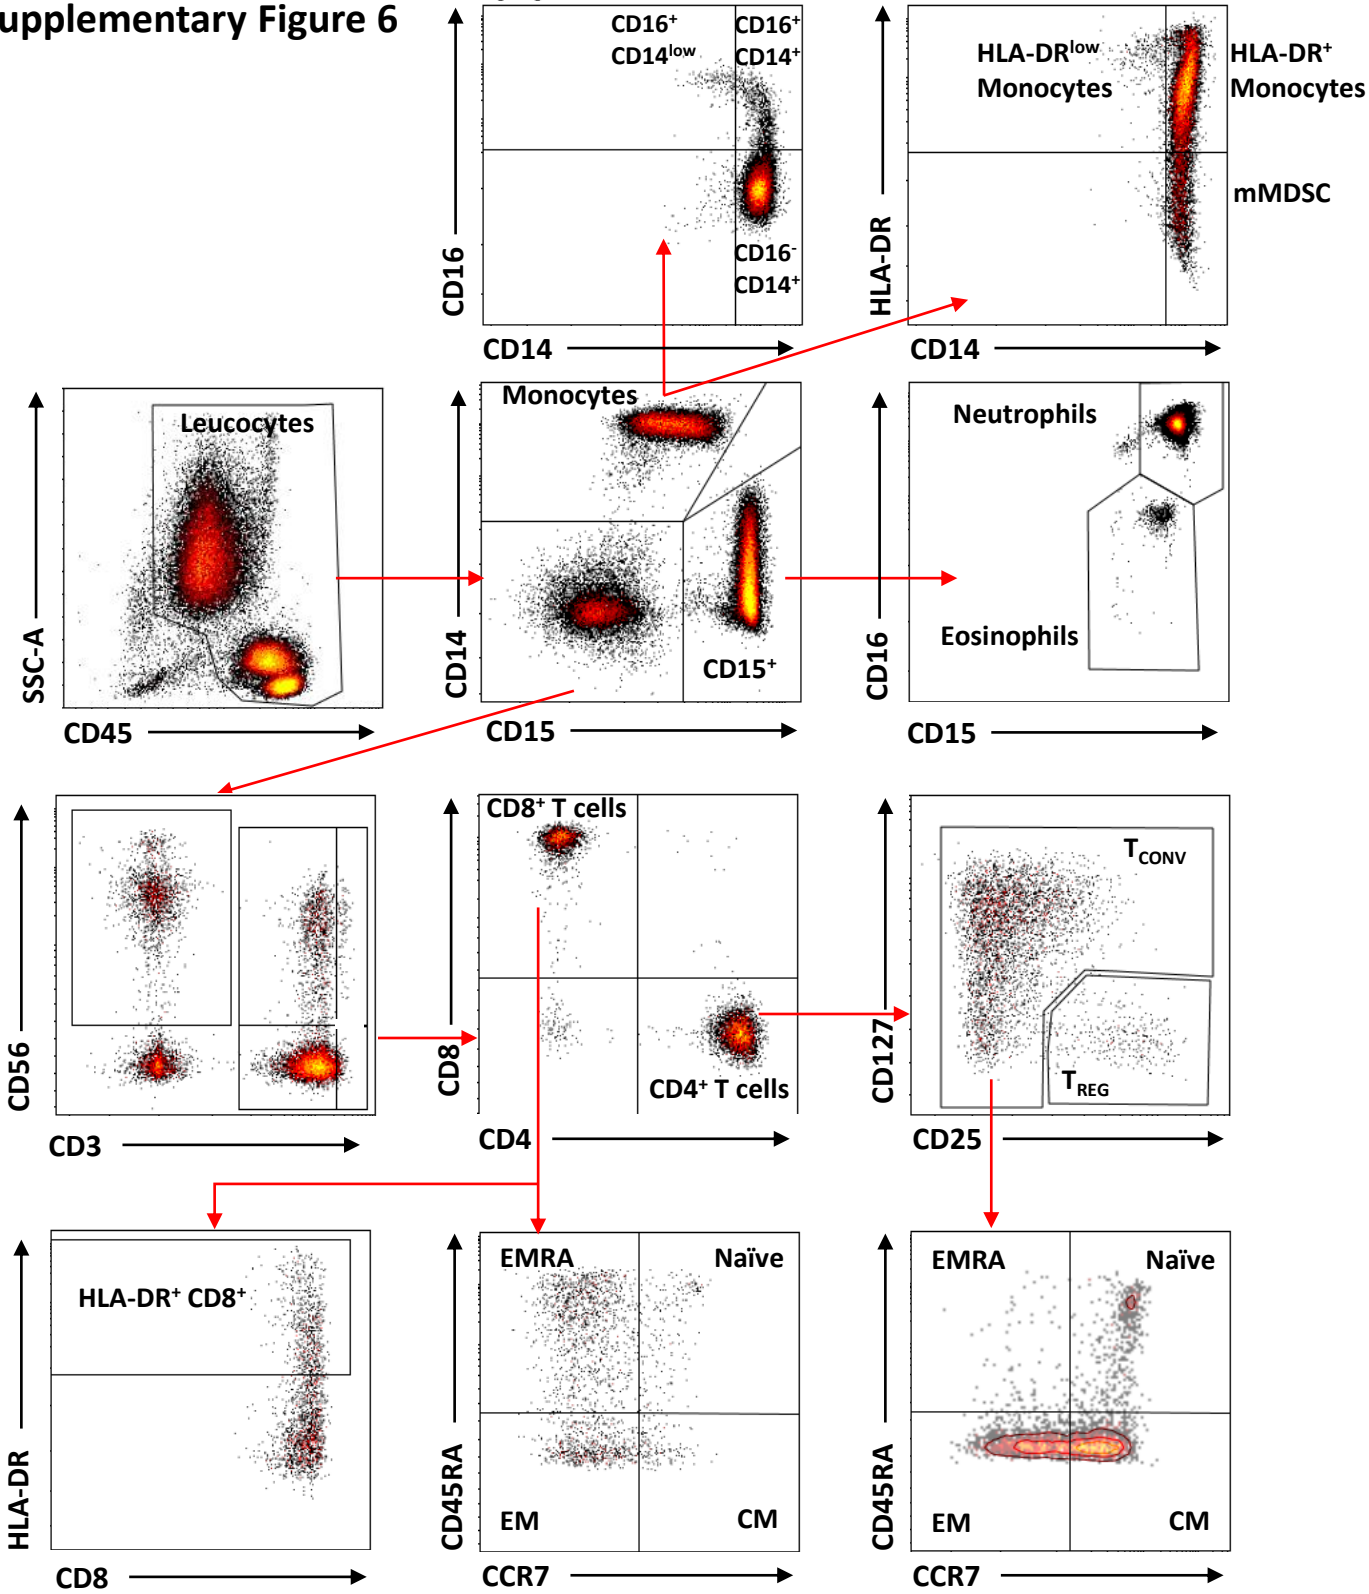 upplementary Figure 6
CD16⁺
CD14ˡᵒʷ
CD16⁺
CD14⁺
CD16⁻
CD14⁺
CD16
CD14
HLA-DRˡᵒʷ
Monocytes
HLA-DR⁺
Monocytes
mMDSC
HLA-DR
CD14
Leucocytes
SSC-A
CD45
Monocytes
CD15⁺
CD14
CD15
Neutrophils
Eosinophils
CD16
CD15
CD56
CD3
CD8⁺ T cells
CD4⁺ T cells
CD8
CD4
TCONV
TREG
CD127
CD25
HLA-DR⁺ CD8⁺
HLA-DR
CD8
EMRA Naïve
EM CM
CD45RA
CCR7
EMRA Naïve
EM CM
CD45RA
CCR7